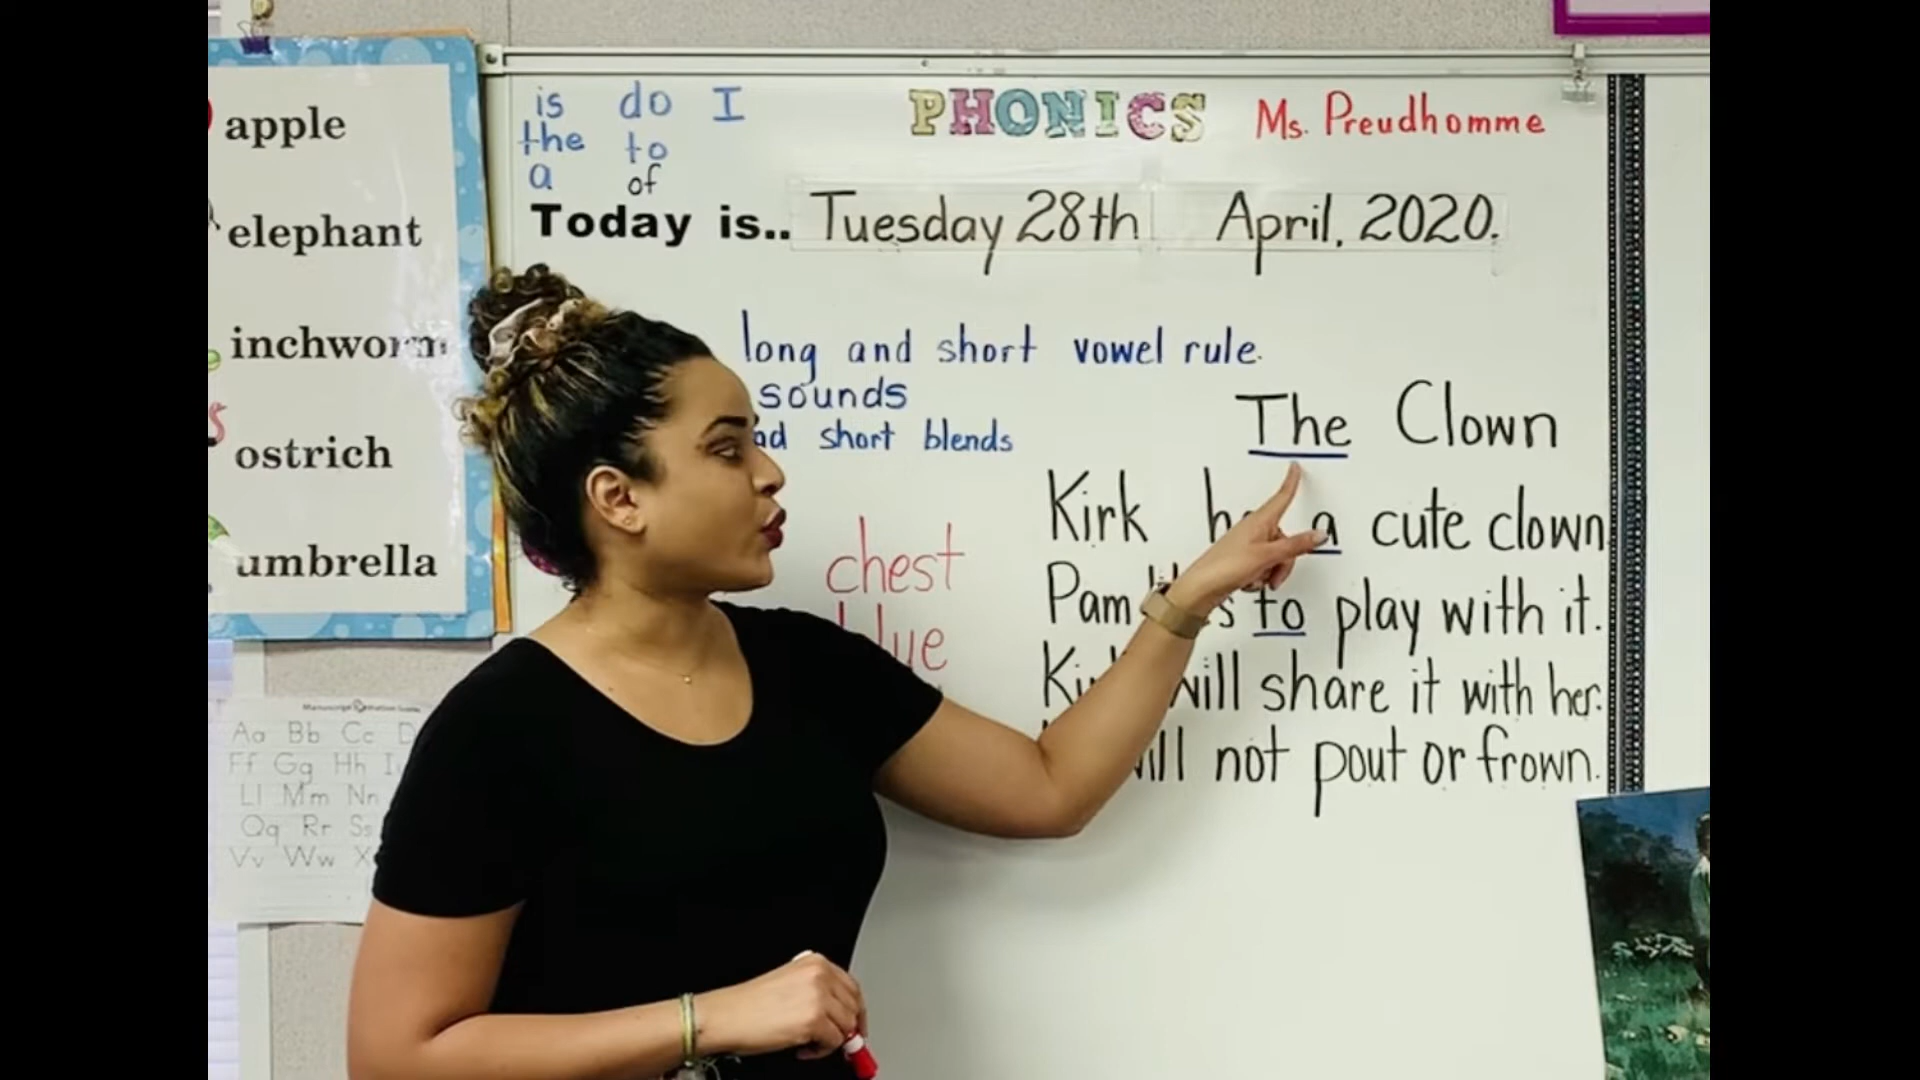 apple
elephant
inchworm
ostrich
umbrella
Aa Bb Cc D
Ff Gg Hh
Ll Mm Nn
Qq Rr Ss
Vv Ww X
is do I
the to
a of
PHONICS Ms. Preudhomme
Today is.. Tuesday 28th April, 2020.
long and short vowel rule.
sounds
short blends
chest
The Clown
Kirk a cute clown
Pam to play with it.
will share it with her.
not pout or frown.